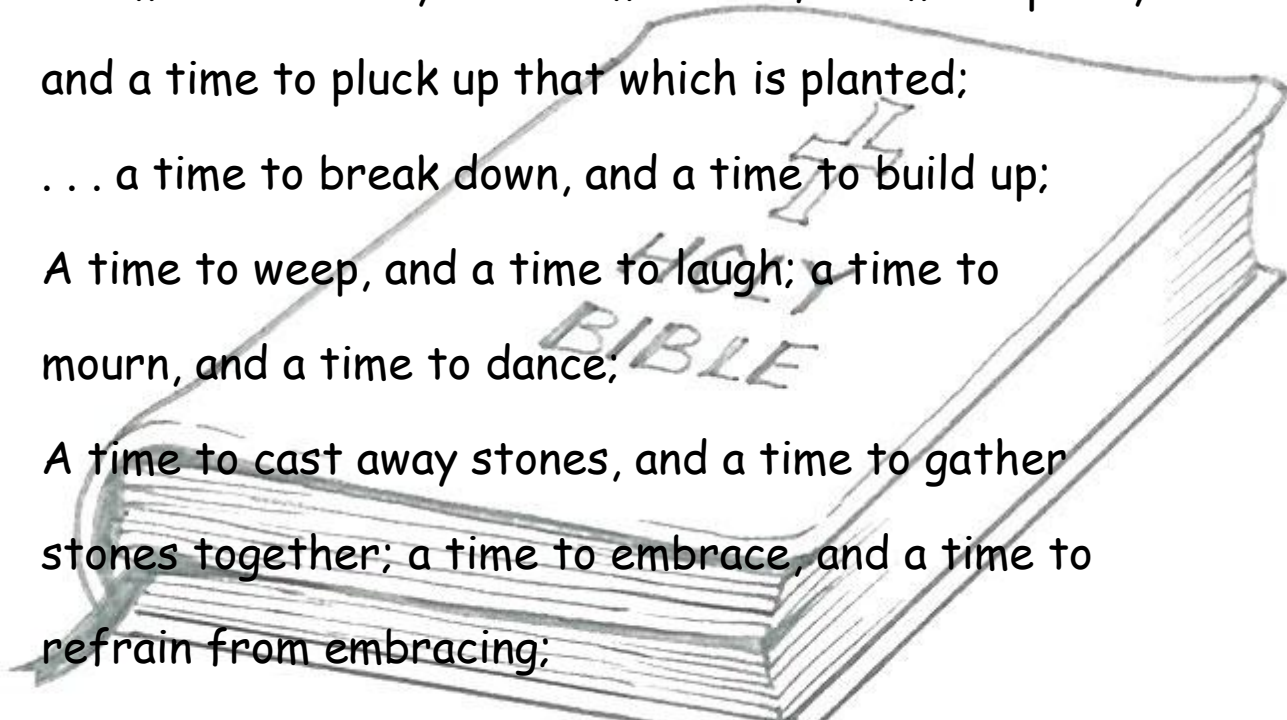 and a time to pluck up that which is planted;
. . . a time to break down, and a time to build up;
HOLY
BIBLE
A time to weep, and a time to laugh; a time to
mourn, and a time to dance;
A time to cast away stones, and a time to gather
stones together; a time to embrace, and a time to
refrain from embracing;